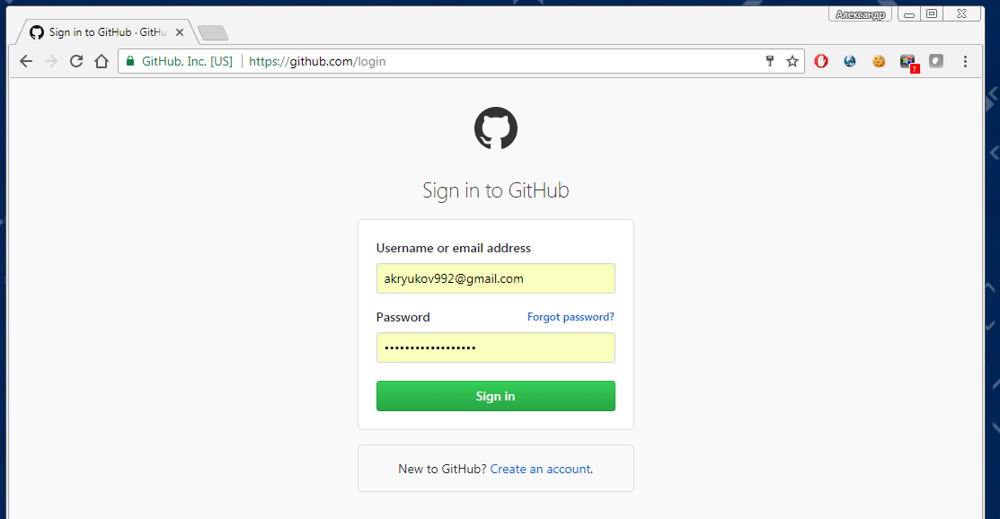 Александр
Sign in to GitHub · GitHu
GitHub, Inc. [US] | https://github.com/login
?
Sign in to GitHub
Username or email address
akryukov992@gmail.com
Password Forgot password?
••••••••••••••••••
Sign in
New to GitHub? Create an account.